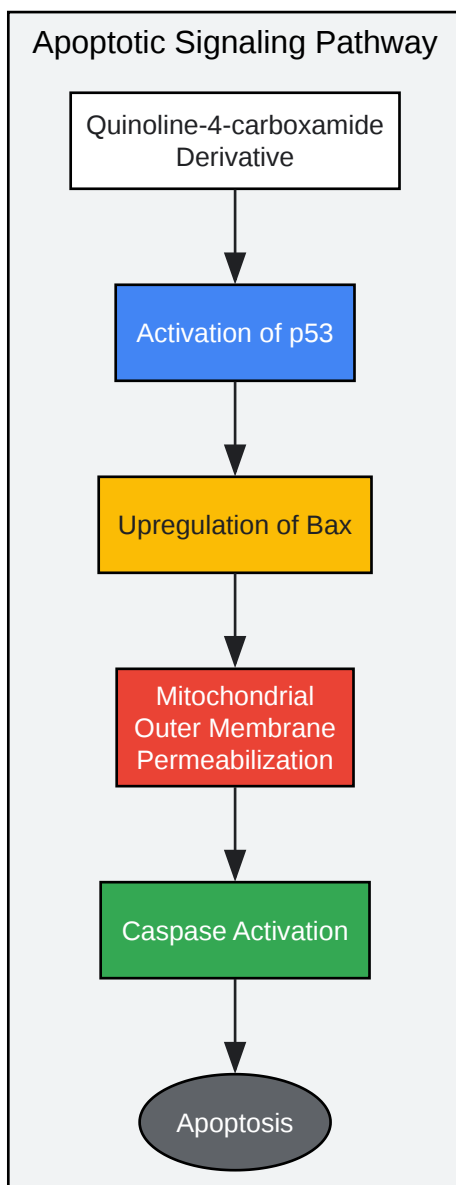 Apoptotic Signaling Pathway
Quinoline-4-carboxamide
Derivative
Activation of p53
Upregulation of Bax
Mitochondrial
Outer Membrane
Permeabilization
Caspase Activation
Apoptosis